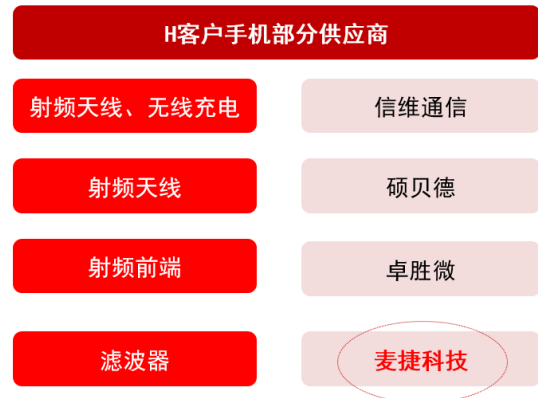 H客户手机部分供应商
射频天线、无线充电
信维通信
射频天线
硕贝德
射频前端
卓胜微
滤波器
麦捷科技